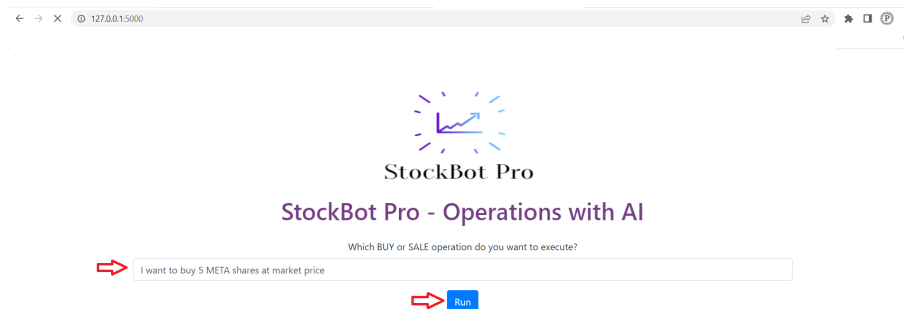 127.0.0.1:5000
StockBot Pro
StockBot Pro - Operations with AI
Which BUY or SALE operation do you want to execute?
I want to buy 5 META shares at market price
Run